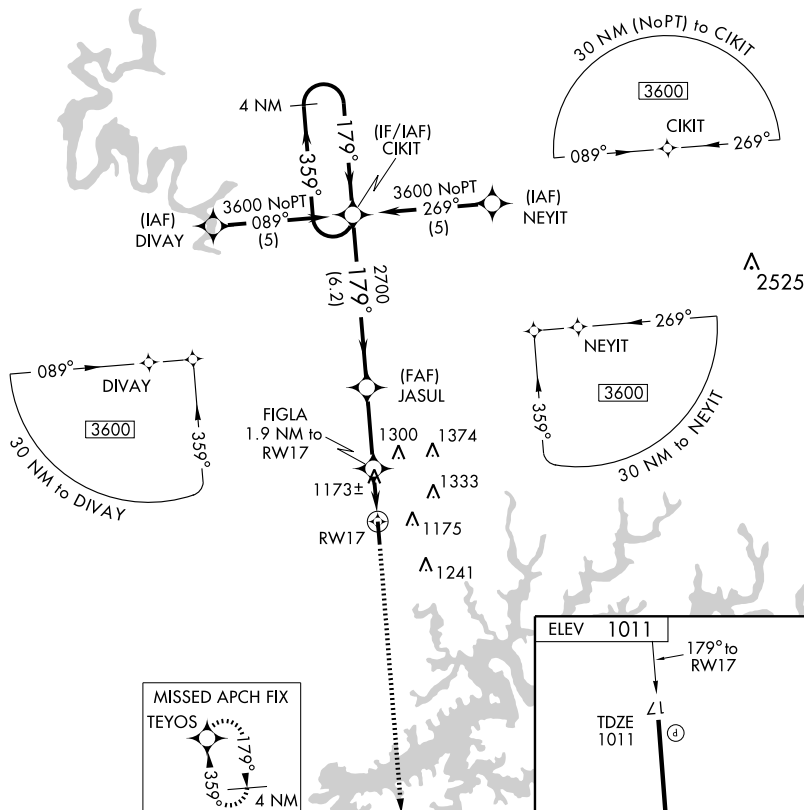 30 NM (NoPT) to CIKIT
3600
CIKIT
089°
269°
4 NM
179°
359°
(IF/IAF)
CIKIT
(IAF)
DIVAY
3600 NoPT
089°
(5)
3600 NoPT
269°
(5)
(IAF)
NEYIT
2700
179°
(6.2)
2525
089°
DIVAY
3600
359°
30 NM to DIVAY
269°
NEYIT
3600
359°
30 NM to NEYIT
(FAF)
JASUL
FIGLA
1.9 NM to
RW17
1300
1374
1173±
1333
RW17
1175
1241
MISSED APCH FIX
TEYOS
179°
359°
4 NM
ELEV 1011
179° to
RW17
17
TDZE
1011
P